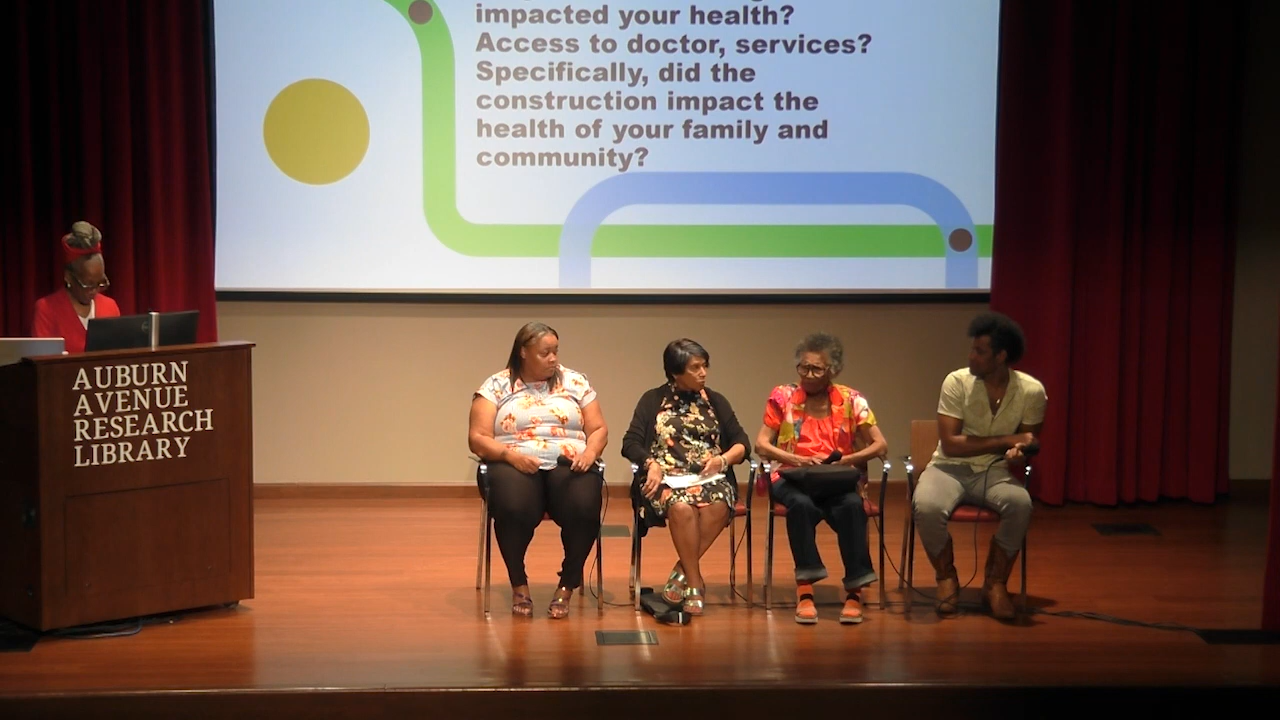 impacted your health?
Access to doctor, services?
Specifically, did the
construction impact the
health of your family and
community?
AUBURN
AVENUE
RESEARCH
LIBRARY